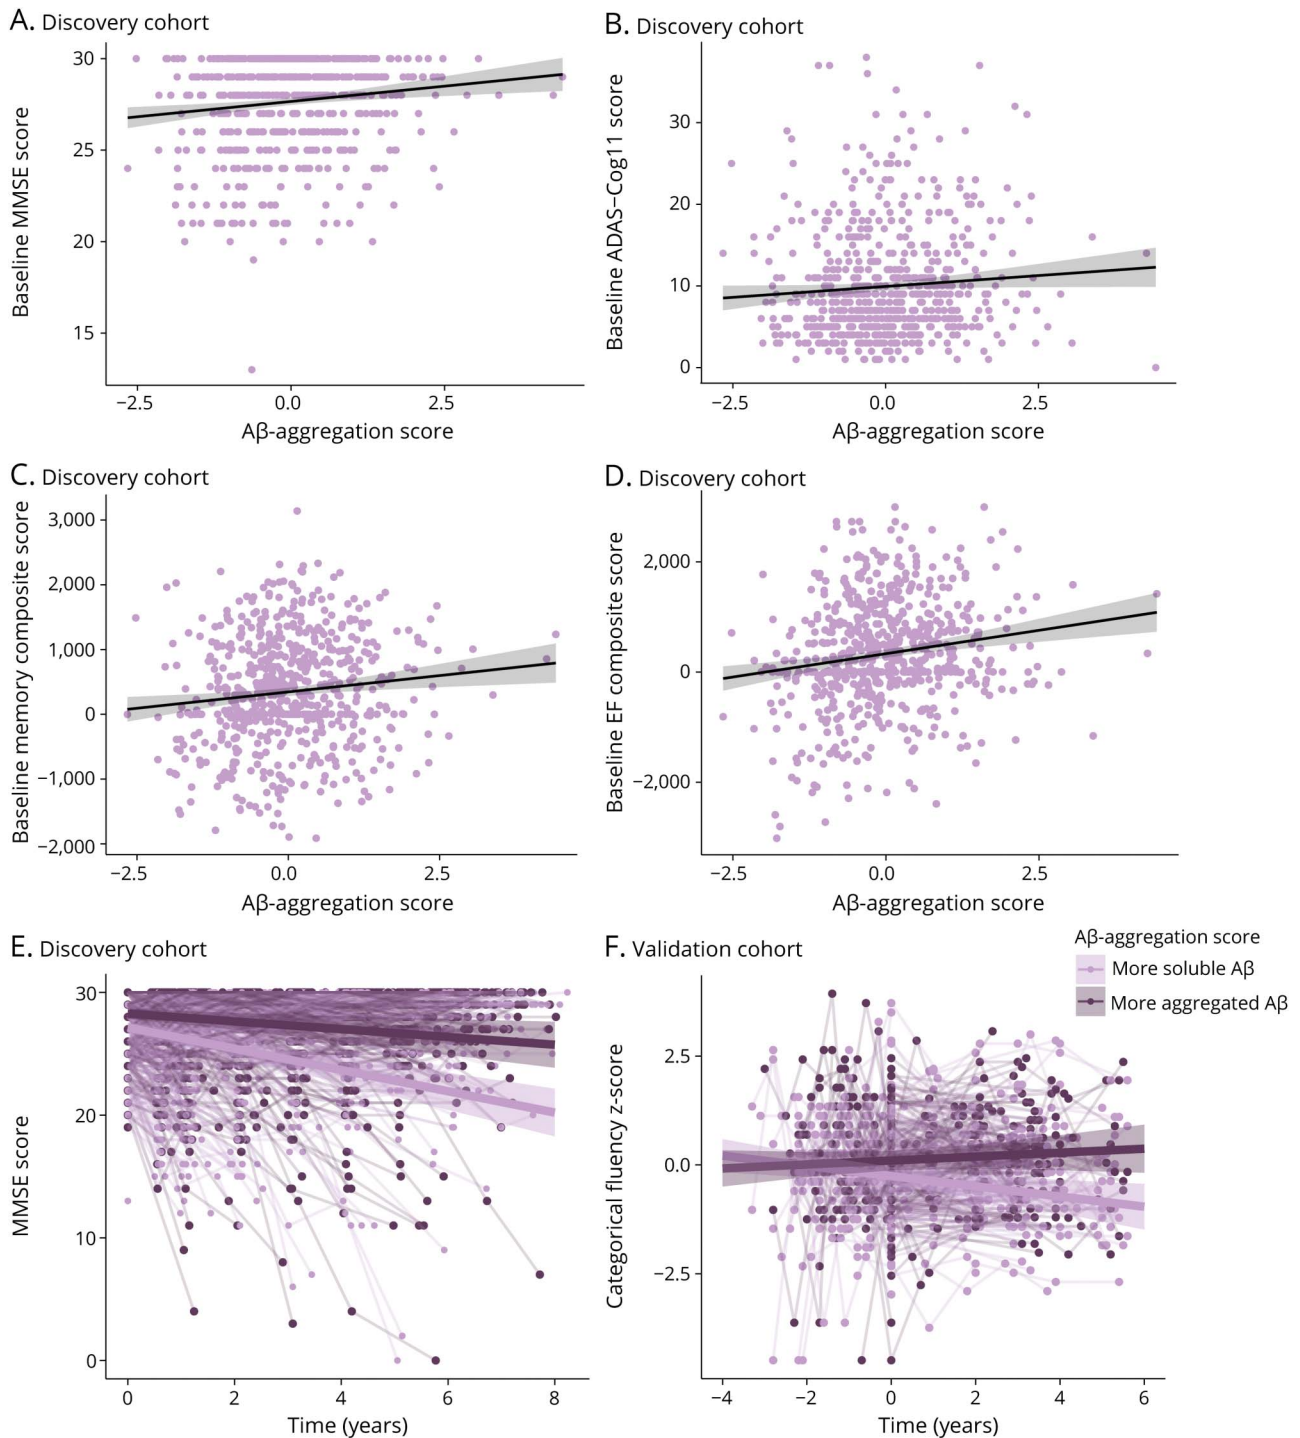 A. Discovery cohort
Baseline MMSE score
30
25
20
15
−2.5
0.0
2.5
Aβ-aggregation score
B. Discovery cohort
Baseline ADAS−Cog11 score
30
20
10
0
−2.5
0.0
2.5
Aβ-aggregation score
C. Discovery cohort
Baseline memory composite score
3,000
2,000
1,000
0
−1,000
−2,000
−2.5
0.0
2.5
Aβ-aggregation score
D. Discovery cohort
Baseline EF composite score
2,000
0
−2,000
−2.5
0.0
2.5
Aβ-aggregation score
E. Discovery cohort
MMSE score
30
20
10
0
0
2
4
6
8
Time (years)
F. Validation cohort
Aβ-aggregation score
More soluble Aβ
More aggregated Aβ
Categorical fluency z-score
2.5
0.0
−2.5
−4
−2
0
2
4
6
Time (years)